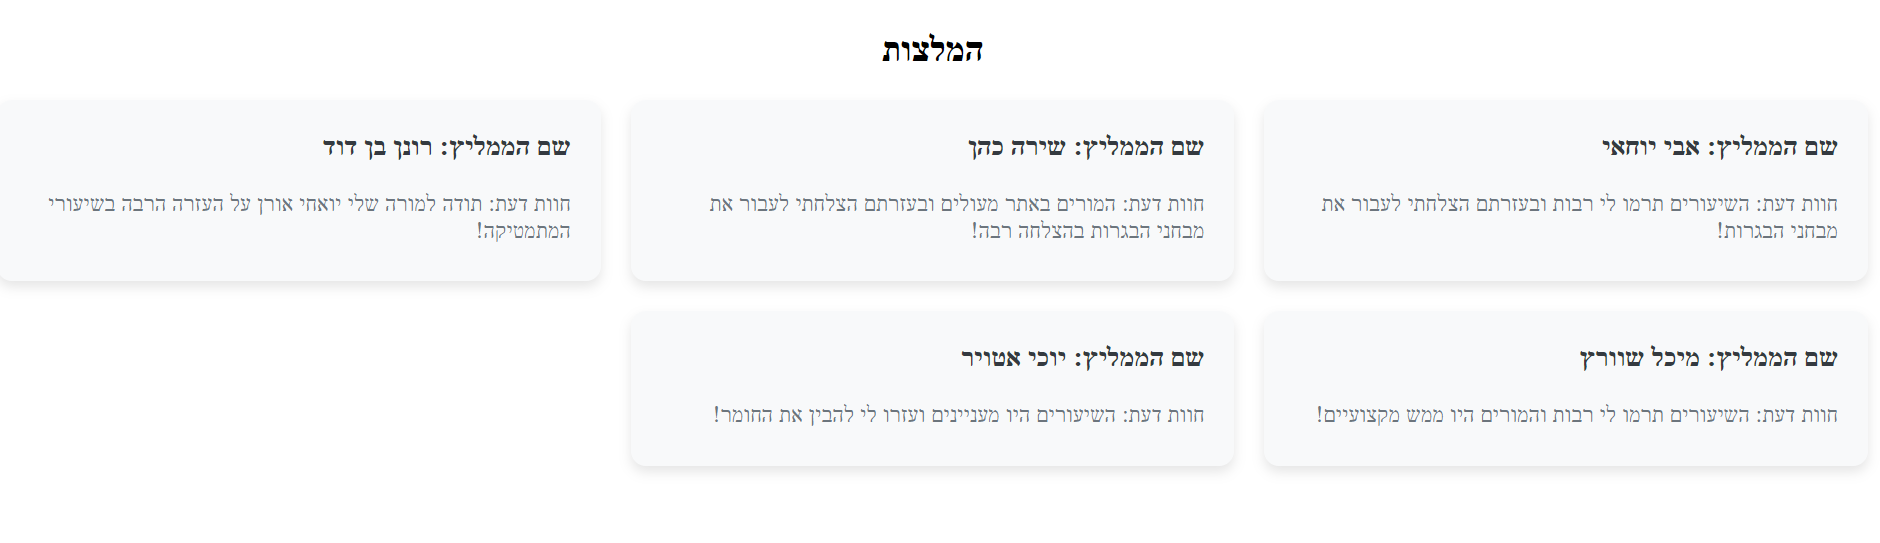 המלצות
שם הממליץ: אבי יוחאי
חוות דעת: השיעורים תרמו לי רבות ובעזרתם הצלחתי לעבור את
מבחני הבגרות!
שם הממליץ: שירה כהן
חוות דעת: המורים באתר מעולים ובעזרתם הצלחתי לעבור את
מבחני הבגרות בהצלחה רבה!
שם הממליץ: רונן בן דוד
חוות דעת: תודה למורה שלי יואחי אורן על העזרה הרבה בשיעורי
המתמטיקה!
שם הממליץ: מיכל שוורץ
חוות דעת: השיעורים תרמו לי רבות והמורים היו ממש מקצועיים!
שם הממליץ: יוכי אטויר
חוות דעת: השיעורים היו מעניינים ועזרו לי להבין את החומר!